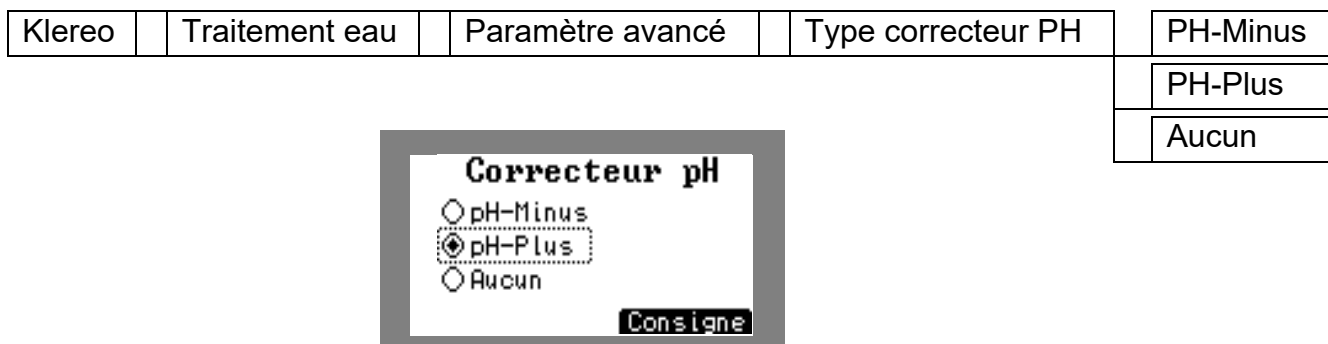 Klereo Traitement eau Paramètre avancé Type correcteur PH PH-Minus
PH-Plus
Aucun
Correcteur pH
pH-Minus
pH-Plus
Aucun
Consigne